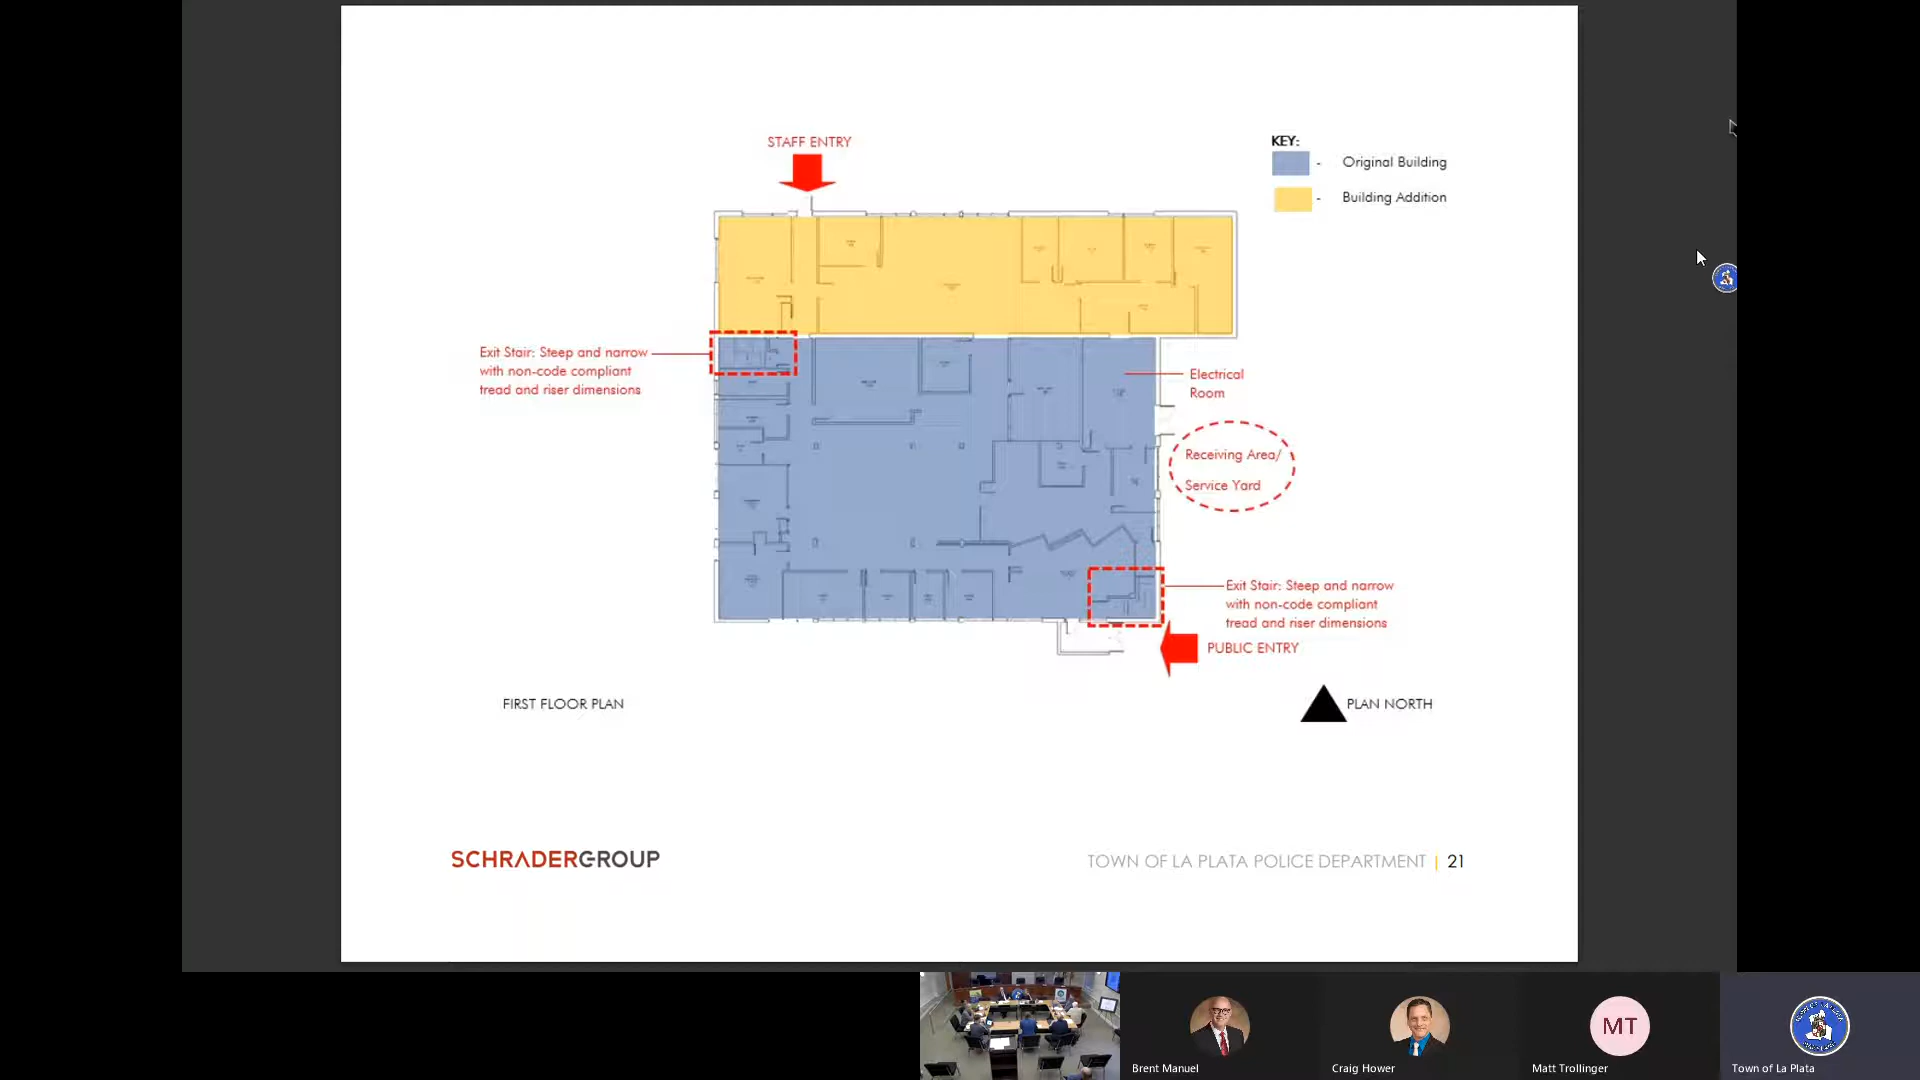 STAFF ENTRY
KEY:
- Original Building
- Building Addition
Exit Stair: Steep and narrow
with non-code compliant
tread and riser dimensions
Electrical
Room
Receiving Area/
Service Yard
Exit Stair: Steep and narrow
with non-code compliant
tread and riser dimensions
PUBLIC ENTRY
FIRST FLOOR PLAN
PLAN NORTH
SCHRADERGROUP
TOWN OF LA PLATA POLICE DEPARTMENT | 21
MT
Brent Manuel
Craig Hower
Matt Trollinger
Town of La Plata